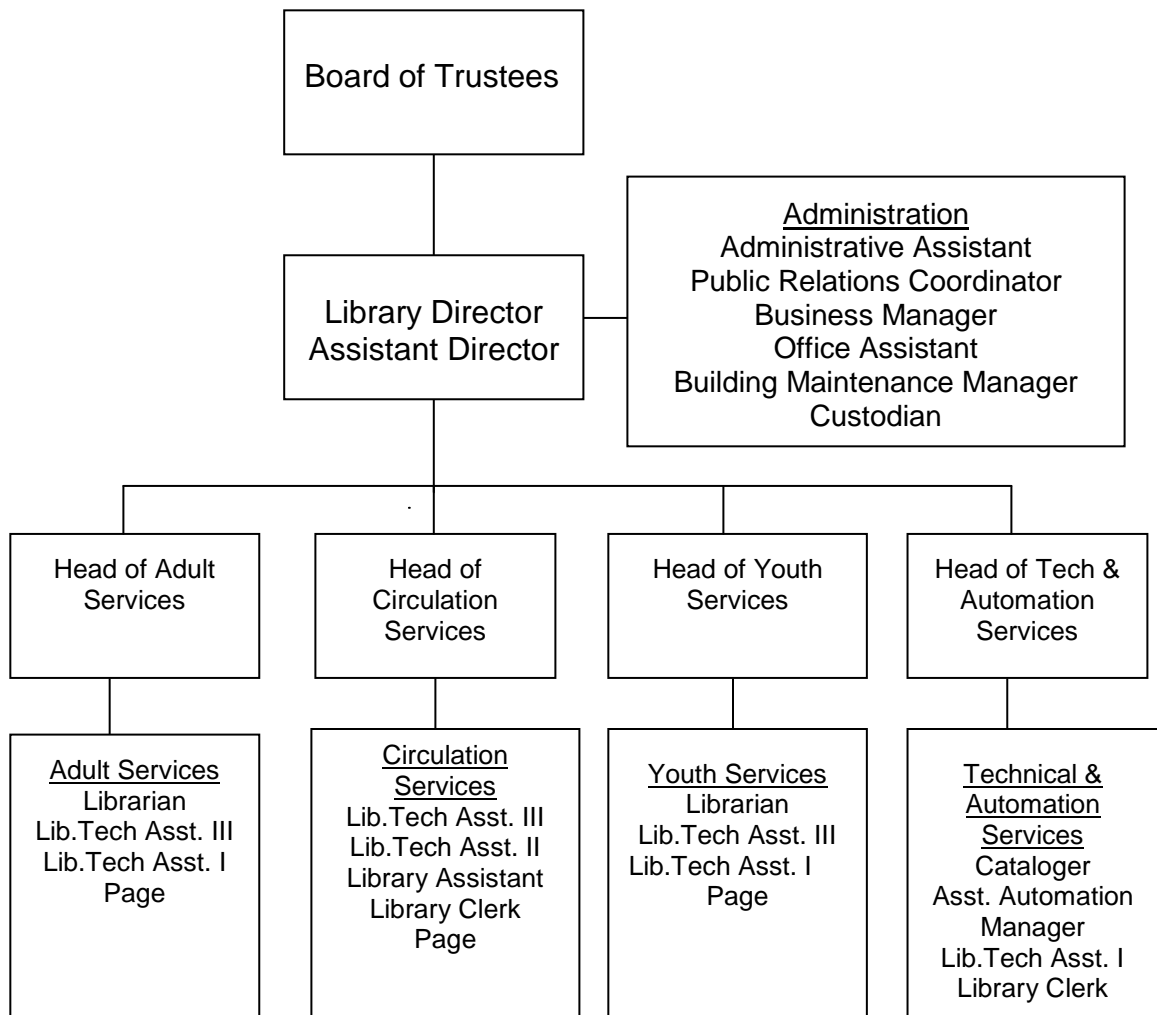 Board of Trustees
Administration
Administrative Assistant
Public Relations Coordinator
Business Manager
Office Assistant
Building Maintenance Manager
Custodian
Library Director
Assistant Director
Head of Adult
Services
Head of
Circulation
Services
Head of Youth
Services
Head of Tech &
Automation
Services
Adult Services
Librarian
Lib.Tech Asst. III
Lib.Tech Asst. I
Page
Circulation
Services
Lib.Tech Asst. III
Lib.Tech Asst. II
Library Assistant
Library Clerk
Page
Youth Services
Librarian
Lib.Tech Asst. III
Lib.Tech Asst. I
Page
Technical &
Automation
Services
Cataloger
Asst. Automation
Manager
Lib.Tech Asst. I
Library Clerk